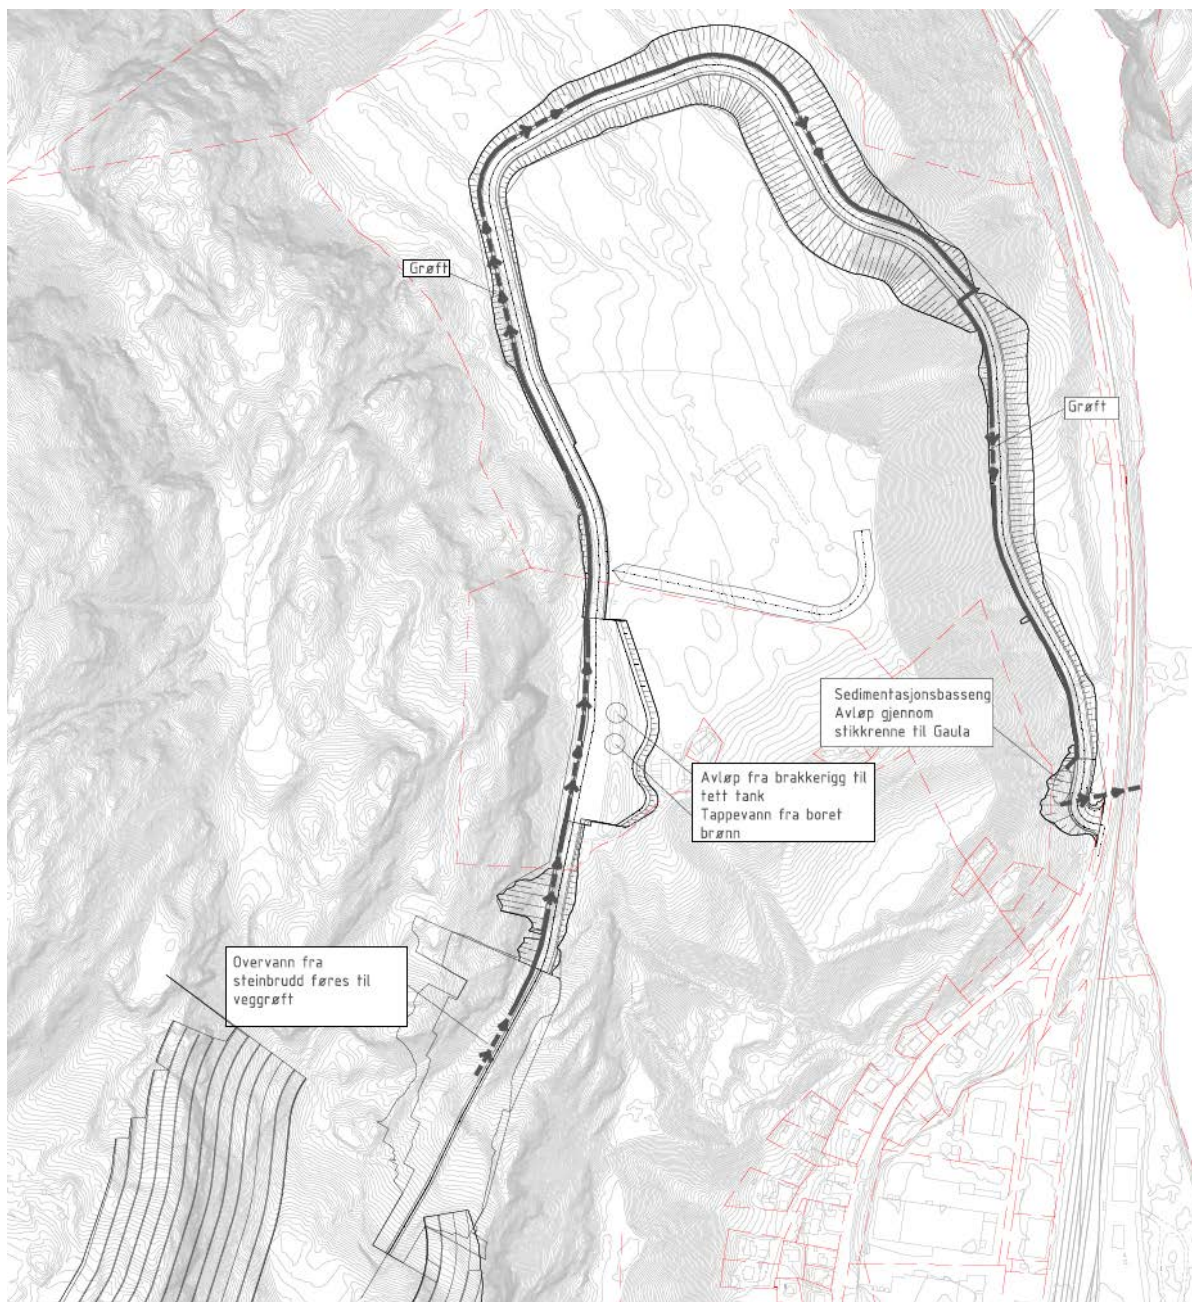 Grøft
Grøft
Sedimentasjonsbasseng
Avløp gjennom
stikkrenne til Gaula
Avløp fra brakkerigg til
tett tank
Tappevann fra boret
brønn
Overvann fra
steinbrudd føres til
veggrøft